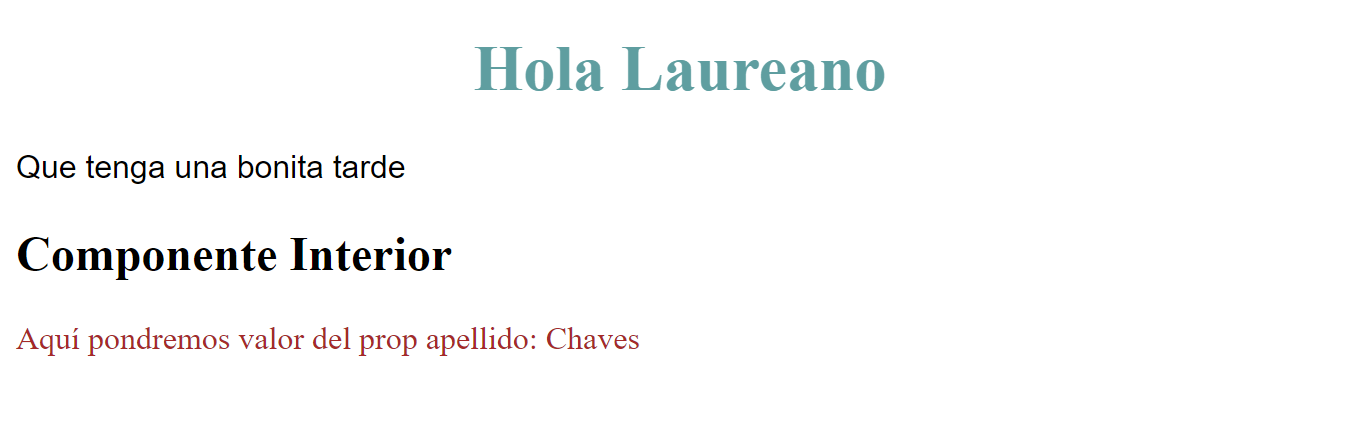 Hola Laureano
Que tenga una bonita tarde
Componente Interior
Aquí pondremos valor del prop apellido: Chaves